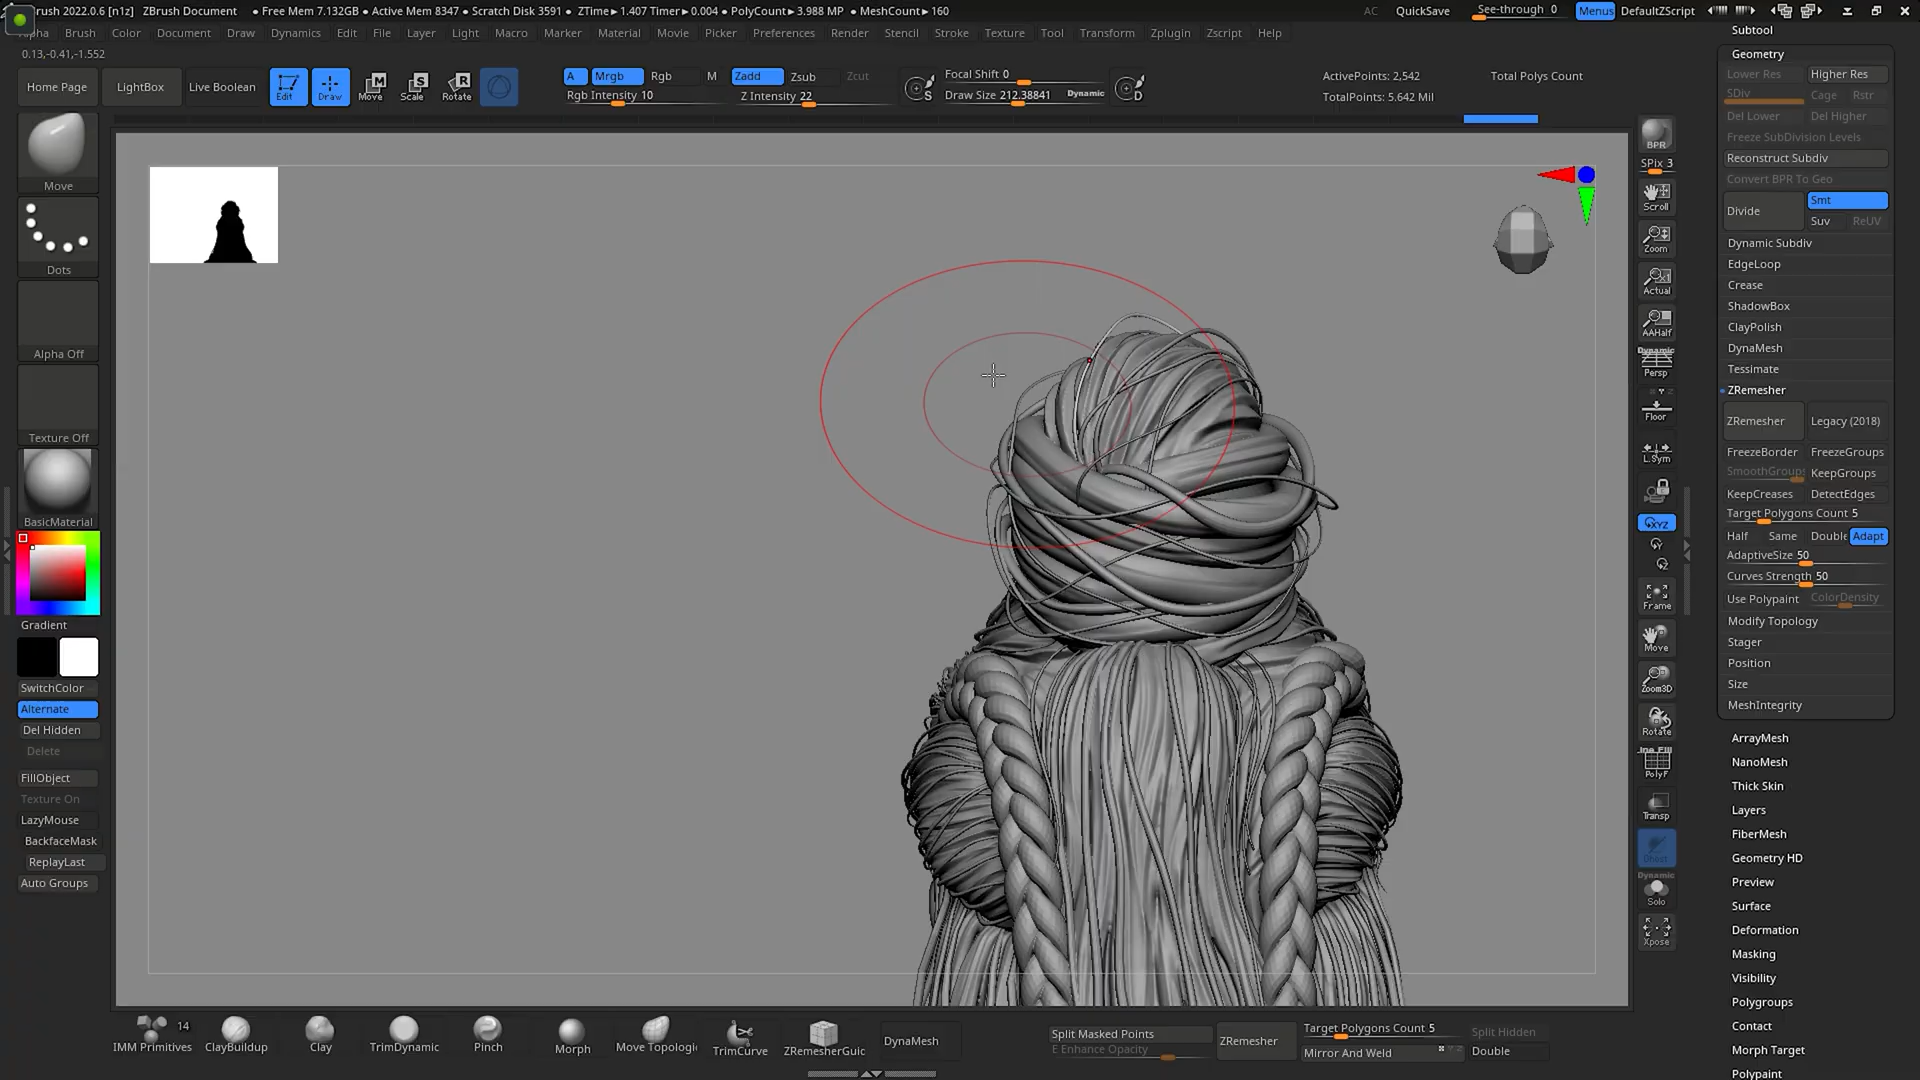 rush 2022.0.6 [n1z] ZBrush Document ● Free Mem 7.132GB ● Active Mem 8347 ● Scratch Disk 3591 ● ZTime▸1.407 Timer▸0.004 ● PolyCount▸3.988 MP ● MeshCount▸160 AC QuickSave See-through 0 Menus DefaultZScript
lpha Brush Color Document Draw Dynamics Edit File Layer Light Macro Marker Material Movie Picker Preferences Render Stencil Stroke Texture Tool Transform Zplugin Zscript Help
0.13,-0.41,-1.552
Home Page LightBox Live Boolean Edit Draw Move Scale Rotate
A Mrgb Rgb M Zadd Zsub Zcut
Rgb Intensity 10 Z Intensity 22
S Focal Shift 0
Draw Size 212.38841 Dynamic D
ActivePoints: 2,542 Total Polys Count
TotalPoints: 5.642 Mil
Move
Dots
Alpha Off
Texture Off
BasicMaterial
Gradient
SwitchColor
Alternate
Del Hidden
Delete
FillObject
Texture On
LazyMouse
BackfaceMask
ReplayLast
Auto Groups
BPR
SPix 3
Scroll
Zoom
Actual
AAHalf
Dynamic
Persp
Floor
L.Sym
XYZ
Y
Z
Frame
Move
Zoom3D
Rotate
Line Fill
PolyF
Transp
Ghost
Dynamic
Solo
Xpose
Subtool
Geometry
Lower Res Higher Res
SDiv Cage Rstr
Del Lower Del Higher
Freeze SubDivision Levels
Reconstruct Subdiv
Convert BPR To Geo
Divide Smt
Suv ReUV
Dynamic Subdiv
EdgeLoop
Crease
ShadowBox
ClayPolish
DynaMesh
Tessimate
ZRemesher
ZRemesher Legacy (2018)
FreezeBorder FreezeGroups
SmoothGroups KeepGroups
KeepCreases DetectEdges
Target Polygons Count 5
Half Same Double Adapt
AdaptiveSize 50
Curves Strength 50
Use Polypaint ColorDensity
Modify Topology
Stager
Position
Size
MeshIntegrity
ArrayMesh
NanoMesh
Thick Skin
Layers
FiberMesh
Geometry HD
Preview
Surface
Deformation
Masking
Visibility
Polygroups
Contact
Morph Target
Polypaint
14
IMM Primitives ClayBuildup Clay TrimDynamic Pinch Morph Move Topologi TrimCurve ZRemesherGuic DynaMesh
Split Masked Points ZRemesher Target Polygons Count 5 Split Hidden
E Enhance Opacity Mirror And Weld Double